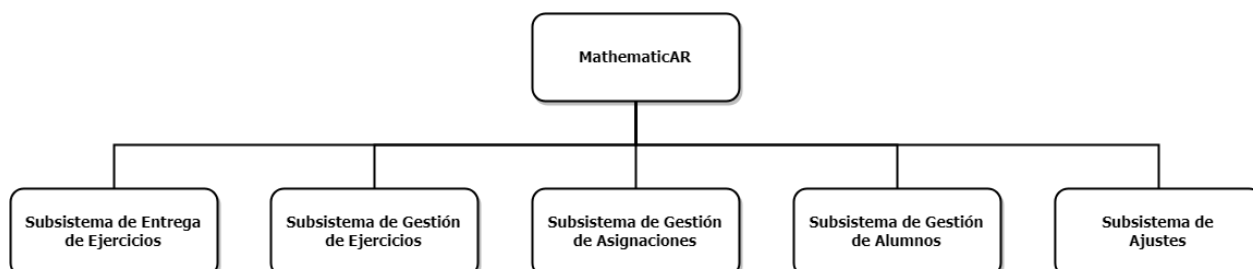 MathematicAR
Subsistema de Entrega
de Ejercicios
Subsistema de Gestión
de Ejercicios
Subsistema de Gestión
de Asignaciones
Subsistema de Gestión
de Alumnos
Subsistema de
Ajustes